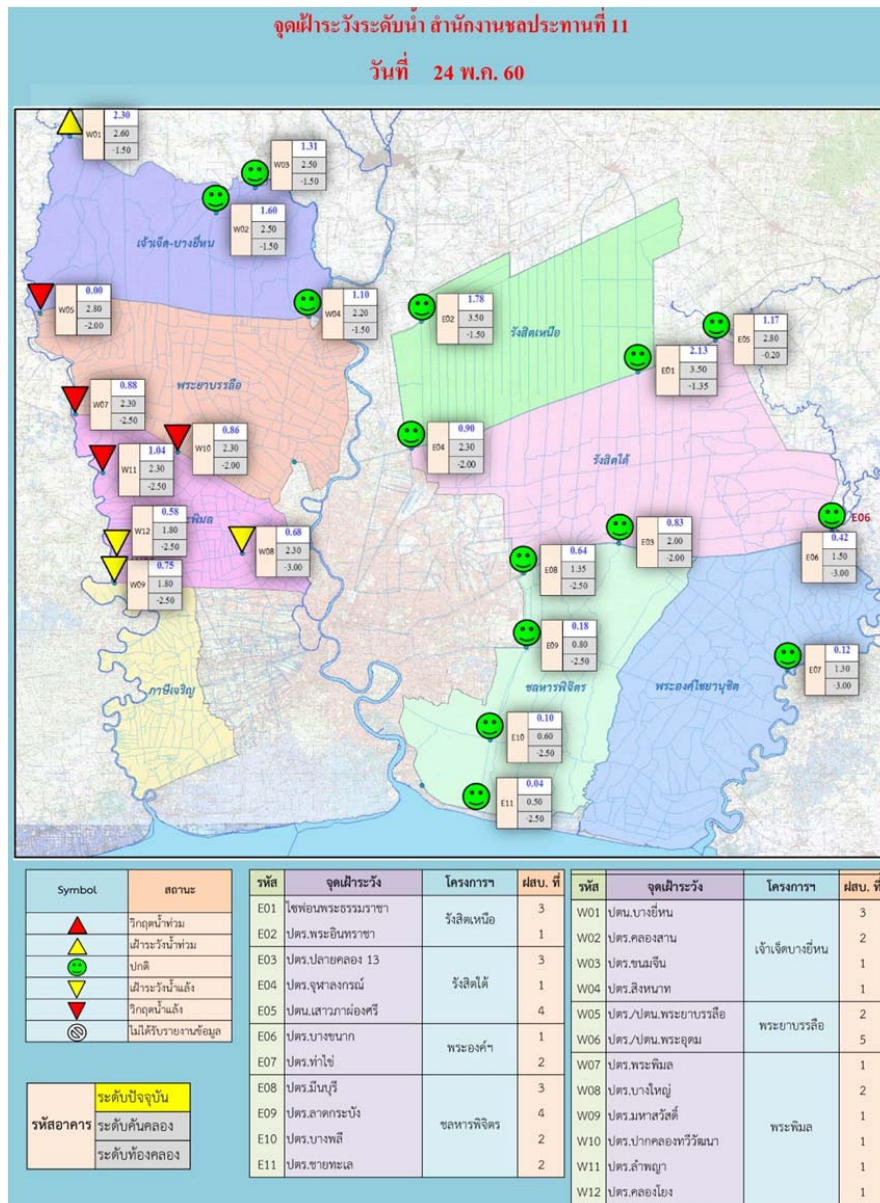 จุดเฝ้าระวังระดับน้ำ สำนักงานชลประทานที่ 11
วันที่ 24 พ.ค. 60
W01 2.30 2.60 -1.50
W03 1.31 2.50 -1.50
W02 1.60 2.50 -1.50
เจ้าเจ็ด-บางยี่หน
W05 0.00 2.80 -2.00
W04 1.10 2.20 -1.50
E02 1.78 3.50 -1.50
รังสิตเหนือ
E05 1.17 2.80 -0.20
E01 2.13 3.50 -1.35
พระยาบรรลือ
W07 0.88 2.30 -2.50
W10 0.86 2.30 -2.00
E04 0.90 2.30 -2.00
รังสิตใต้
W11 1.04 2.30 -2.50
W12 0.58 1.80 -2.50
พิมล
W08 0.68 2.30 -3.00
E03 0.83 2.00 -2.00
E06
E06 0.42 1.50 -3.00
W09 0.75 1.80 -2.50
E08 0.64 1.35 -2.50
E09 0.18 0.80 -2.50
E07 0.12 1.30 -3.00
ภาษีเจริญ
ชลหารพิจิตร
พระองค์ไชยานุชิต
E10 0.10 0.60 -2.50
E11 0.04 0.50 -2.50
Symbol สถานะ
วิกฤตน้ำท่วม
เฝ้าระวังน้ำท่วม
ปกติ
เฝ้าระวังน้ำแล้ง
วิกฤตน้ำแล้ง
ไม่ได้รับรายงานข้อมูล
รหัสอาคาร
ระดับปัจจุบัน
ระดับคันคลอง
ระดับท้องคลอง
รหัส จุดเฝ้าระวัง โครงการฯ ฝสบ. ที่
E01 ไซฟอนพระธรรมราชา รังสิตเหนือ 3
E02 ปตร.พระอินทราชา 1
E03 ปตร.ปลายคลอง 13 รังสิตใต้ 3
E04 ปตร.จุฬาลงกรณ์ 1
E05 ปตน.เสาวภาผ่องศรี 4
E06 ปตร.บางขนาก พระองค์ฯ 1
E07 ปตร.ท่าไข่ 2
E08 ปตร.มีนบุรี ชลหารพิจิตร 3
E09 ปตร.ลาดกระบัง 4
E10 ปตร.บางพลี 2
E11 ปตร.ชายทะเล 2
รหัส จุดเฝ้าระวัง โครงการฯ ฝสบ. ที่
W01 ปตน.บางยี่หน เจ้าเจ็ดบางยี่หน 3
W02 ปตร.คลองสาน 2
W03 ปตร.ขนมจีน 1
W04 ปตร.สิงหนาท 1
W05 ปตร./ปตน.พระยาบรรลือ พระยาบรรลือ 2
W06 ปตร./ปตน.พระอุดม 5
W07 ปตร.พระพิมล พระพิมล 1
W08 ปตร.บางใหญ่ 2
W09 ปตร.มหาสวัสดิ์ 1
W10 ปตร.ปากคลองทวีวัฒนา 1
W11 ปตร.ลำพญา 1
W12 ปตร.คลองโยง 1